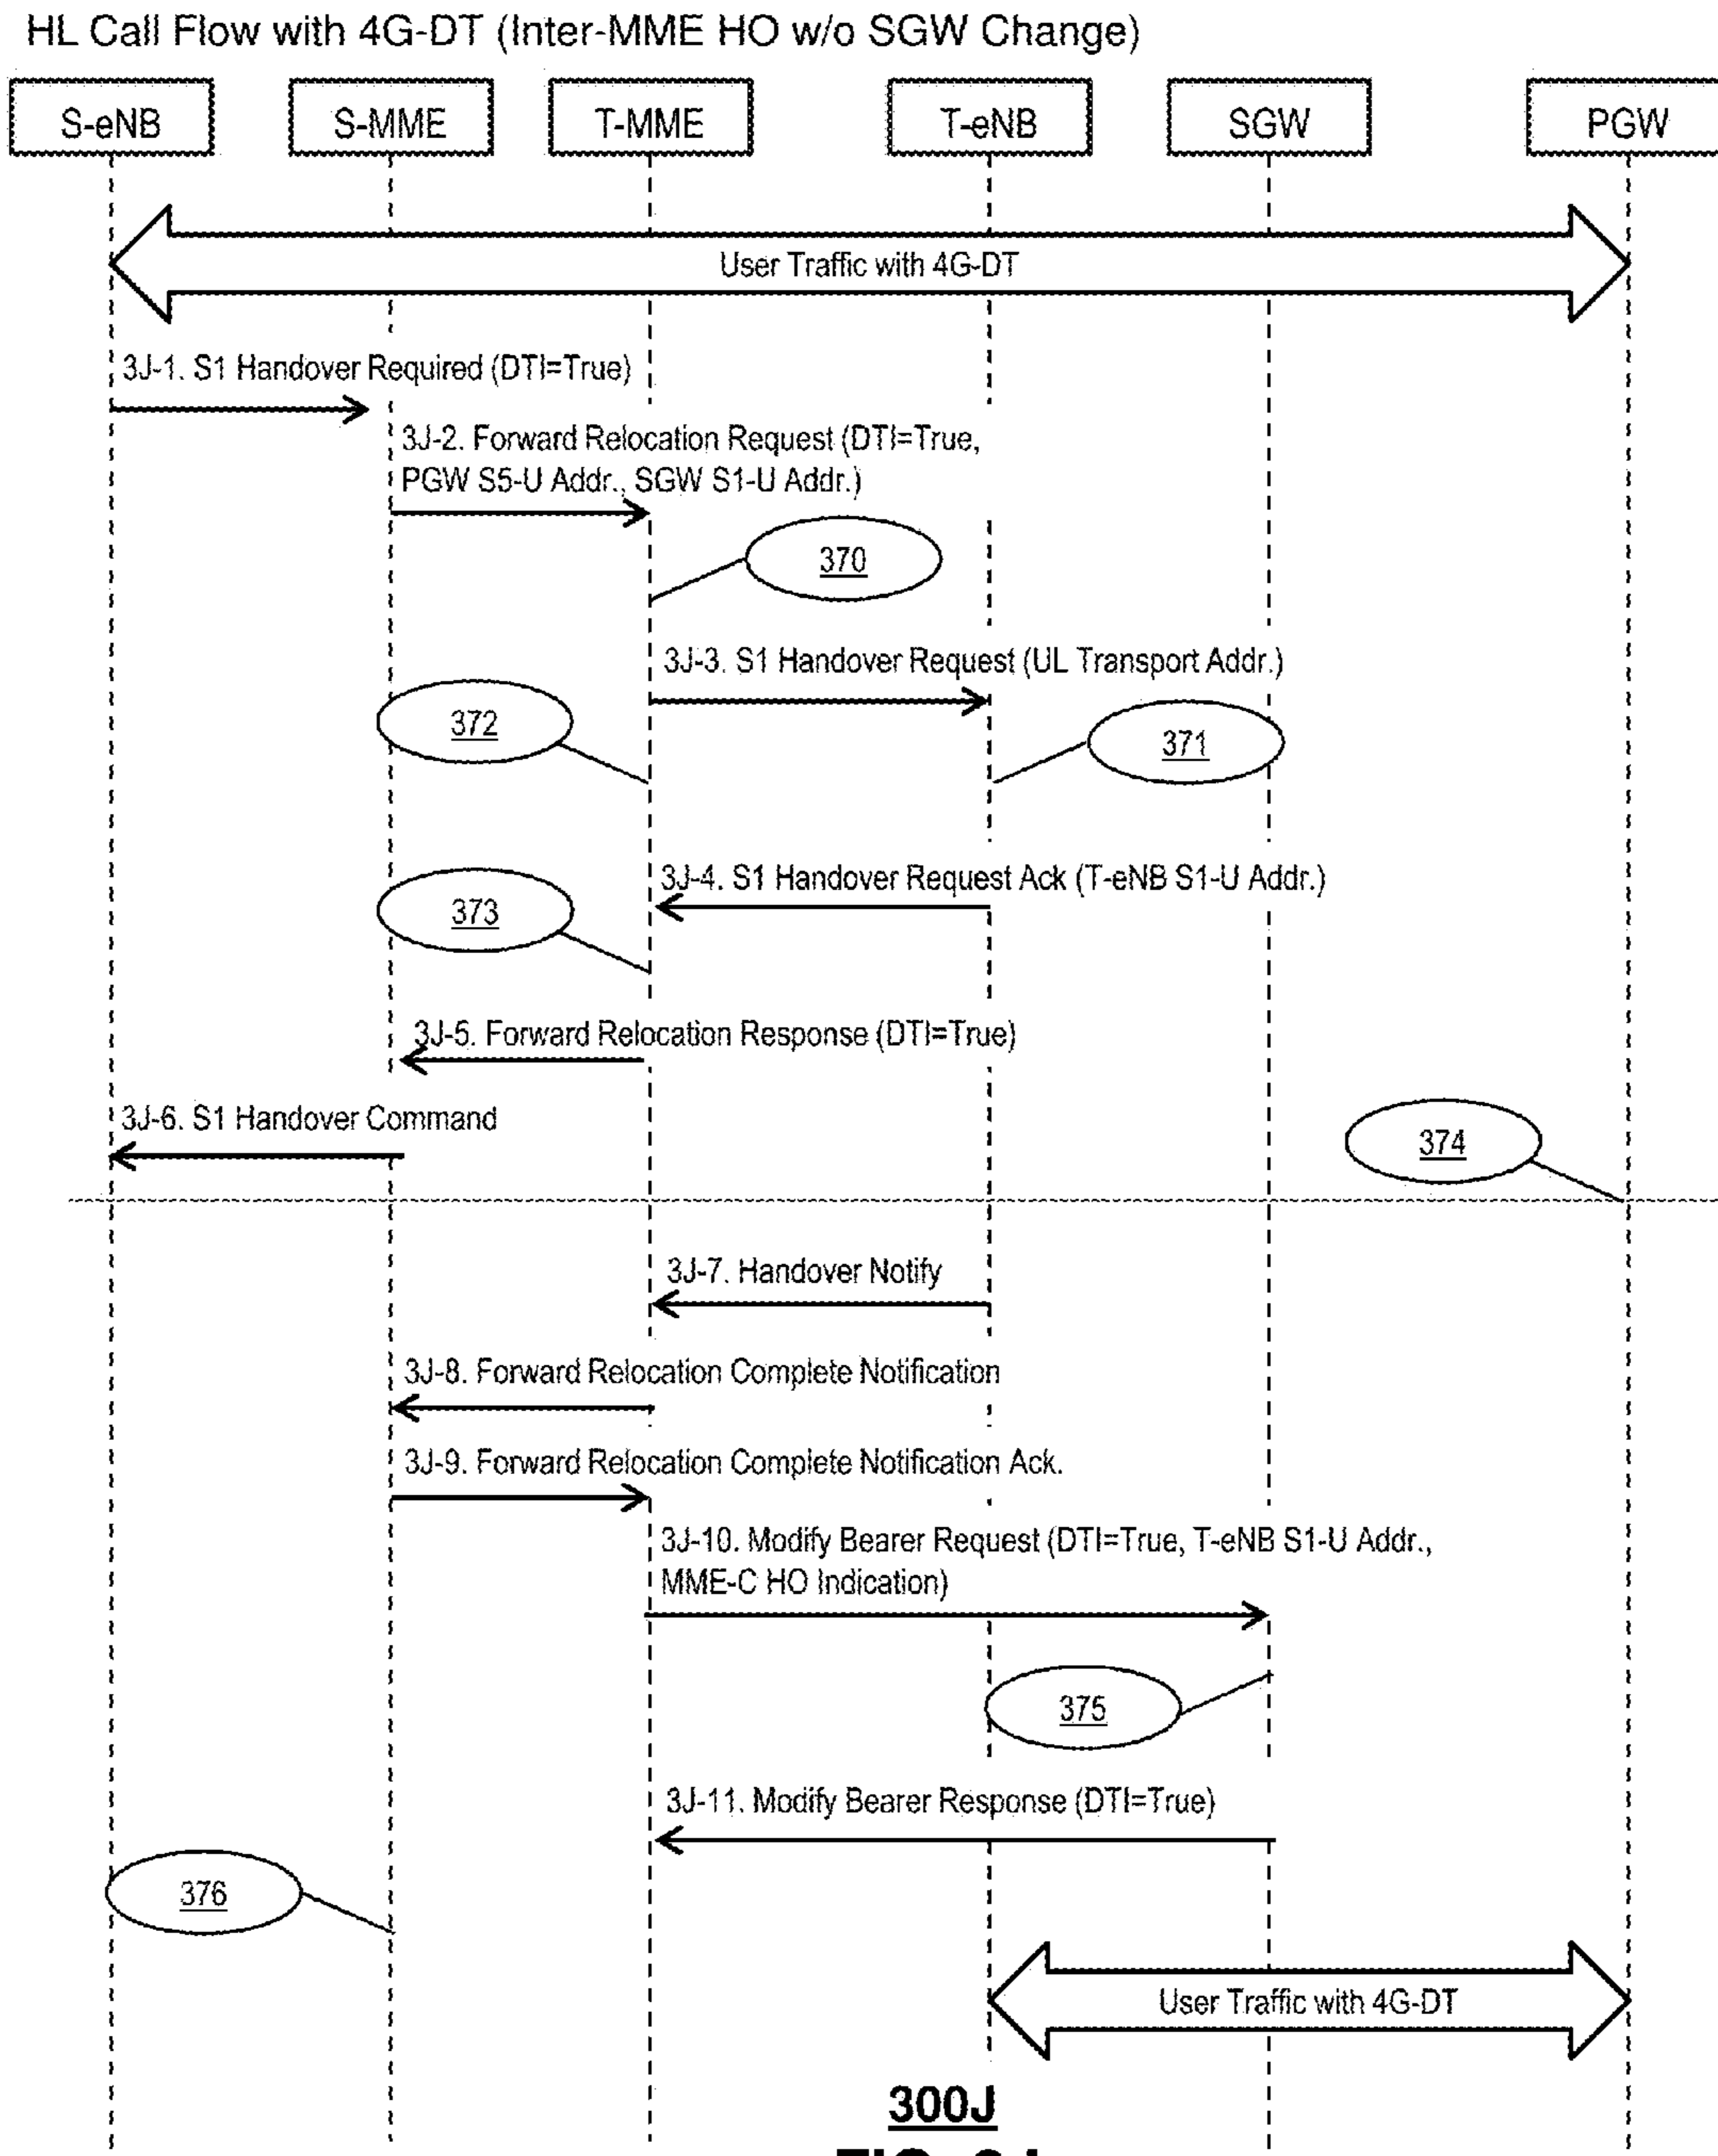 HL Call Flow with 4G-DT (Inter-MME HO w/o SGW Change)
S-eNB
S-MME
T-MME
T-eNB
SGW
PGW
User Traffic with 4G-DT
3J-1. S1 Handover Required (DTI=True)
3J-2. Forward Relocation Request (DTI=True,
PGW S5-U Addr., SGW S1-U Addr.)
370
3J-3. S1 Handover Request (UL Transport Addr.)
372
371
3J-4. S1 Handover Request Ack (T-eNB S1-U Addr.)
373
3J-5. Forward Relocation Response (DTI=True)
3J-6. S1 Handover Command
374
3J-7. Handover Notify
3J-8. Forward Relocation Complete Notification
3J-9. Forward Relocation Complete Notification Ack.
3J-10. Modify Bearer Request (DTI=True, T-eNB S1-U Addr.,
MME-C HO Indication)
375
3J-11. Modify Bearer Response (DTI=True)
376
User Traffic with 4G-DT
300J